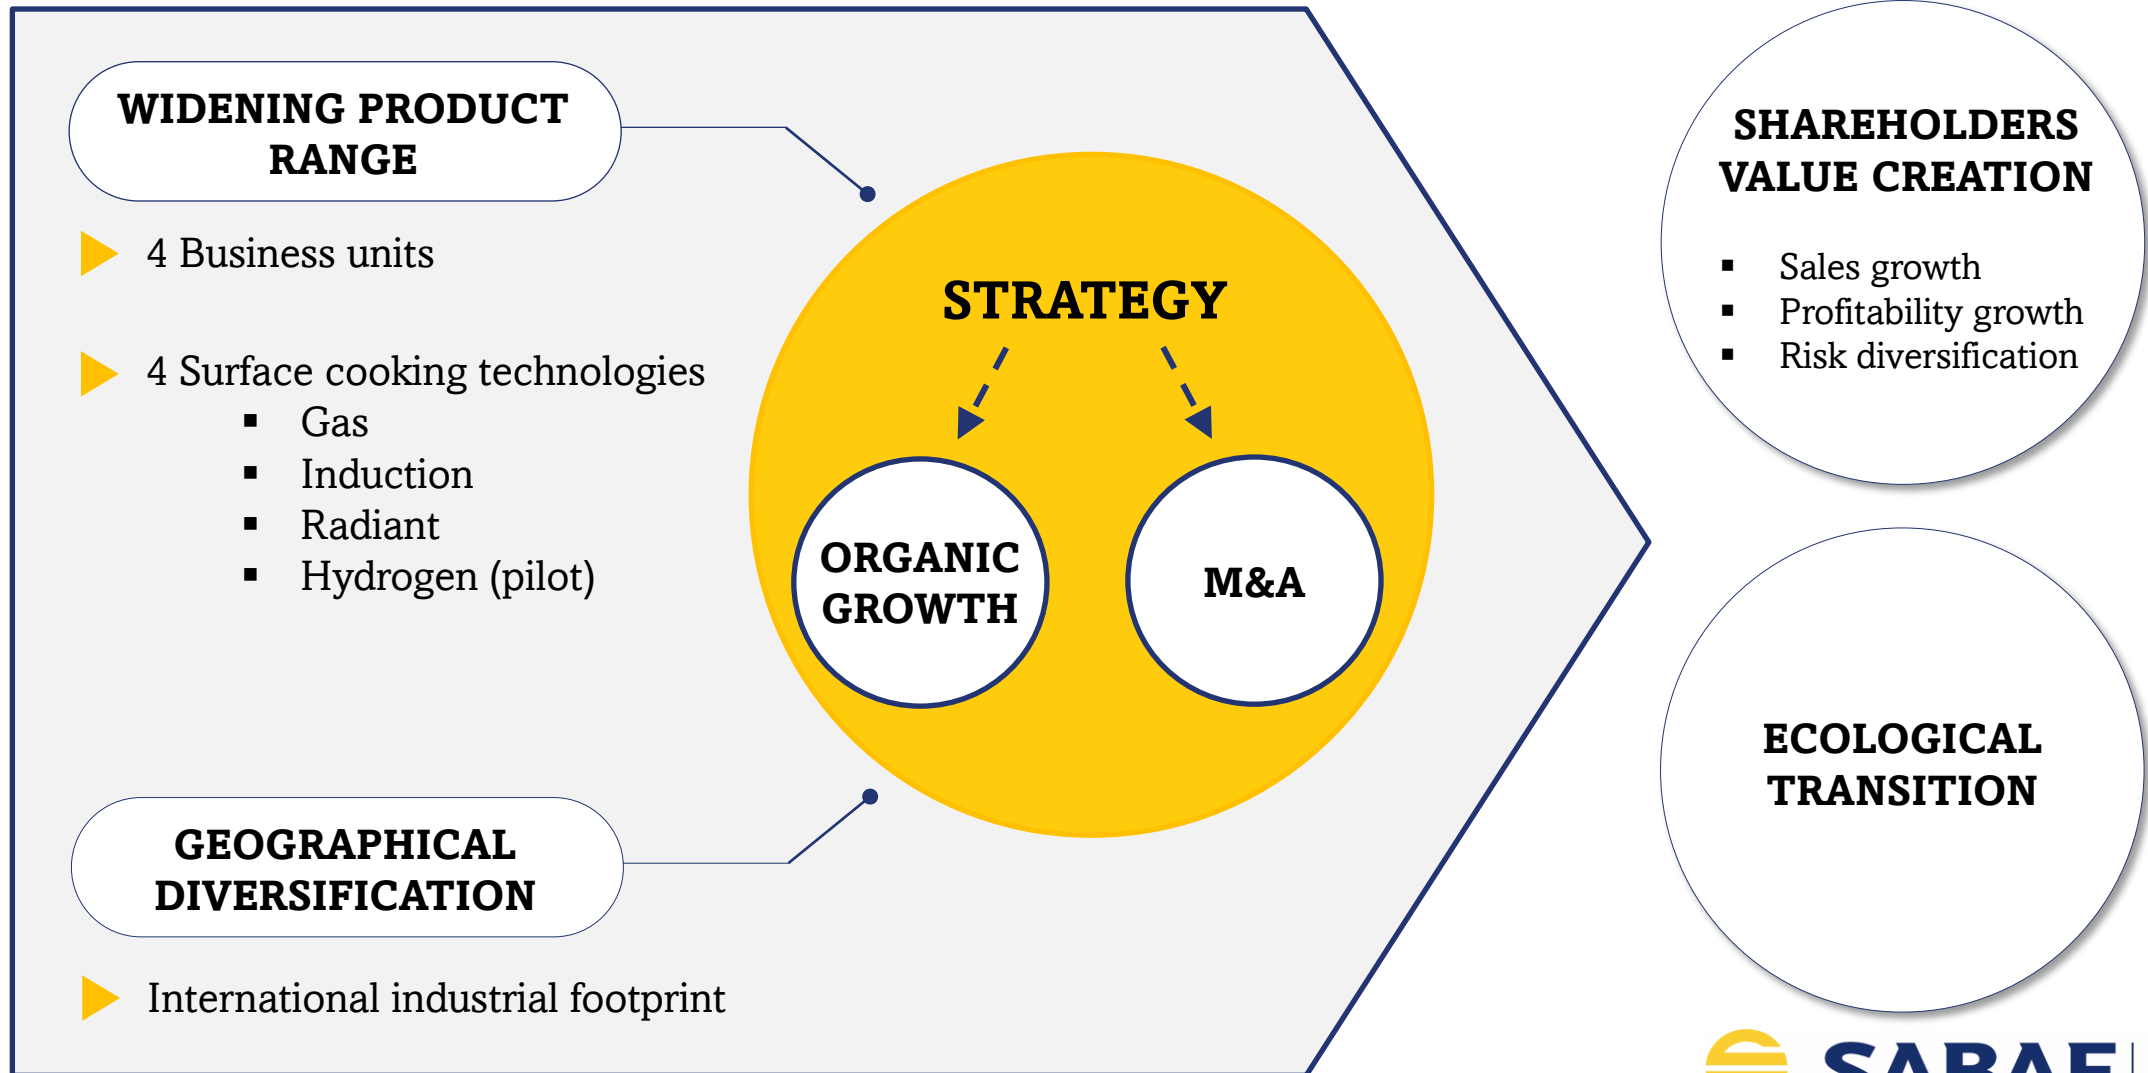 WIDENING PRODUCT
RANGE
4 Business units
4 Surface cooking technologies
▪ Gas
▪ Induction
▪ Radiant
▪ Hydrogen (pilot)
GEOGRAPHICAL
DIVERSIFICATION
International industrial footprint
STRATEGY
ORGANIC
GROWTH
M&A
SHAREHOLDERS
VALUE CREATION
▪ Sales growth
▪ Profitability growth
▪ Risk diversification
ECOLOGICAL
TRANSITION
SABAF